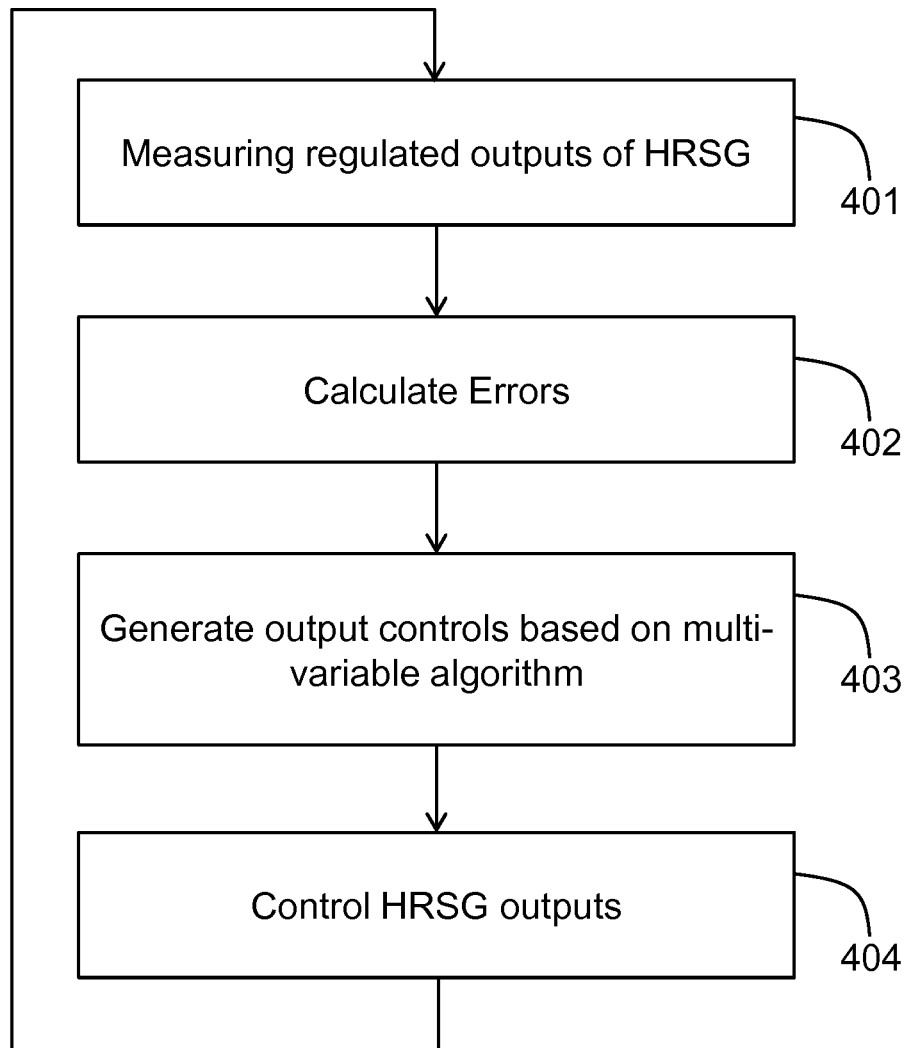 Measuring regulated outputs of HRSG
401
Calculate Errors
402
Generate output controls based on multi-
variable algorithm
403
Control HRSG outputs
404